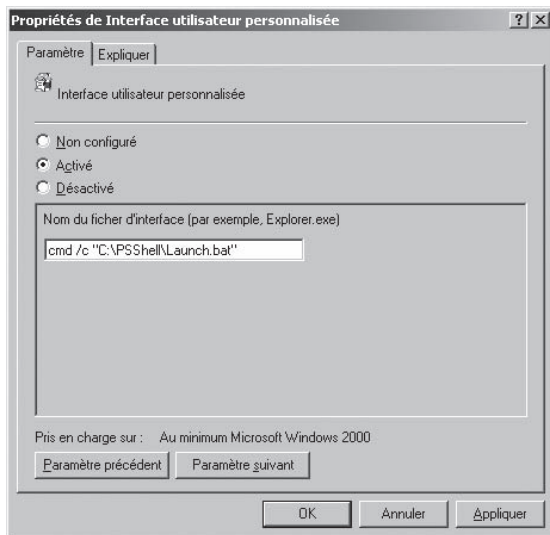 Propriétés de Interface utilisateur personnalisée
Paramètre Expliquer
Interface utilisateur personnalisée
Non configuré
Activé
Désactivé
Nom du ficher d'interface (par exemple, Explorer.exe)
cmd /c "C:\PSShell\Launch.bat"
Pris en charge sur : Au minimum Microsoft Windows 2000
Paramètre précédent Paramètre suivant
OK Annuler Appliquer